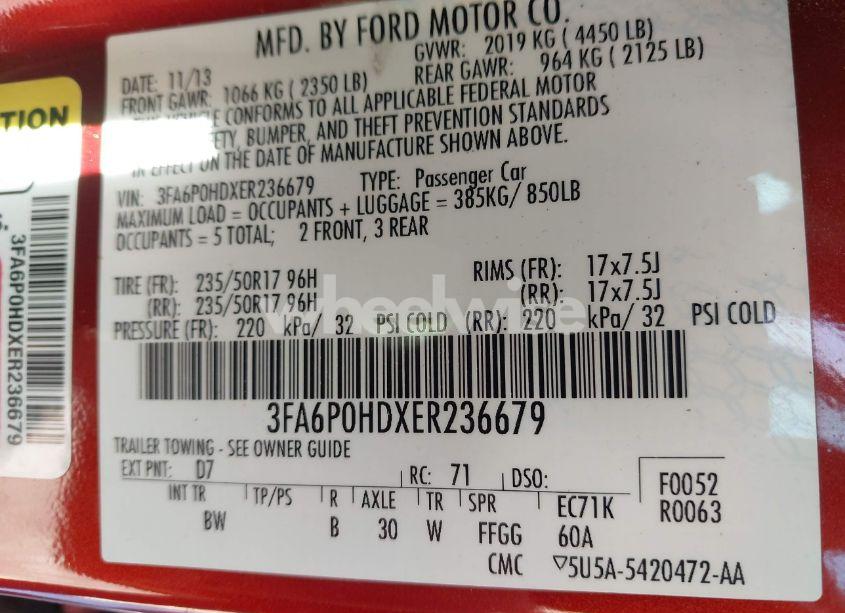 MFD. BY FORD MOTOR CO.
DATE: 11/13 GVWR: 2019 KG ( 4450 LB)
FRONT GAWR: 1066 KG ( 2350 LB) REAR GAWR: 964 KG ( 2125 LB)
VEHICLE CONFORMS TO ALL APPLICABLE FEDERAL MOTOR
BUMPER, AND THEFT PREVENTION STANDARDS
IN EFFECT ON THE DATE OF MANUFACTURE SHOWN ABOVE.
VIN: 3FA6P0HDXER236679 TYPE: Passenger Car
MAXIMUM LOAD = OCCUPANTS + LUGGAGE = 385KG/ 850LB
OCCUPANTS = 5 TOTAL; 2 FRONT, 3 REAR
TIRE (FR): 235/50R17 96H RIMS (FR): 17x7.5J
(RR): 235/50R17 96H (RR): 17x7.5J
PRESSURE (FR): 220 kPa/ 32 PSI COLD (RR): 220 kPa/ 32 PSI COLD
3FA6P0HDXER236679
TRAILER TOWING - SEE OWNER GUIDE
EXT PNT: D7 RC: 71 DSO: F0052
INT TR TP/PS R AXLE TR SPR EC71K R0063
BW B 30 W FFGG 60A
CMC ▽5U5A-5420472-AA
3FA6P0HDXER236679
wheelwire